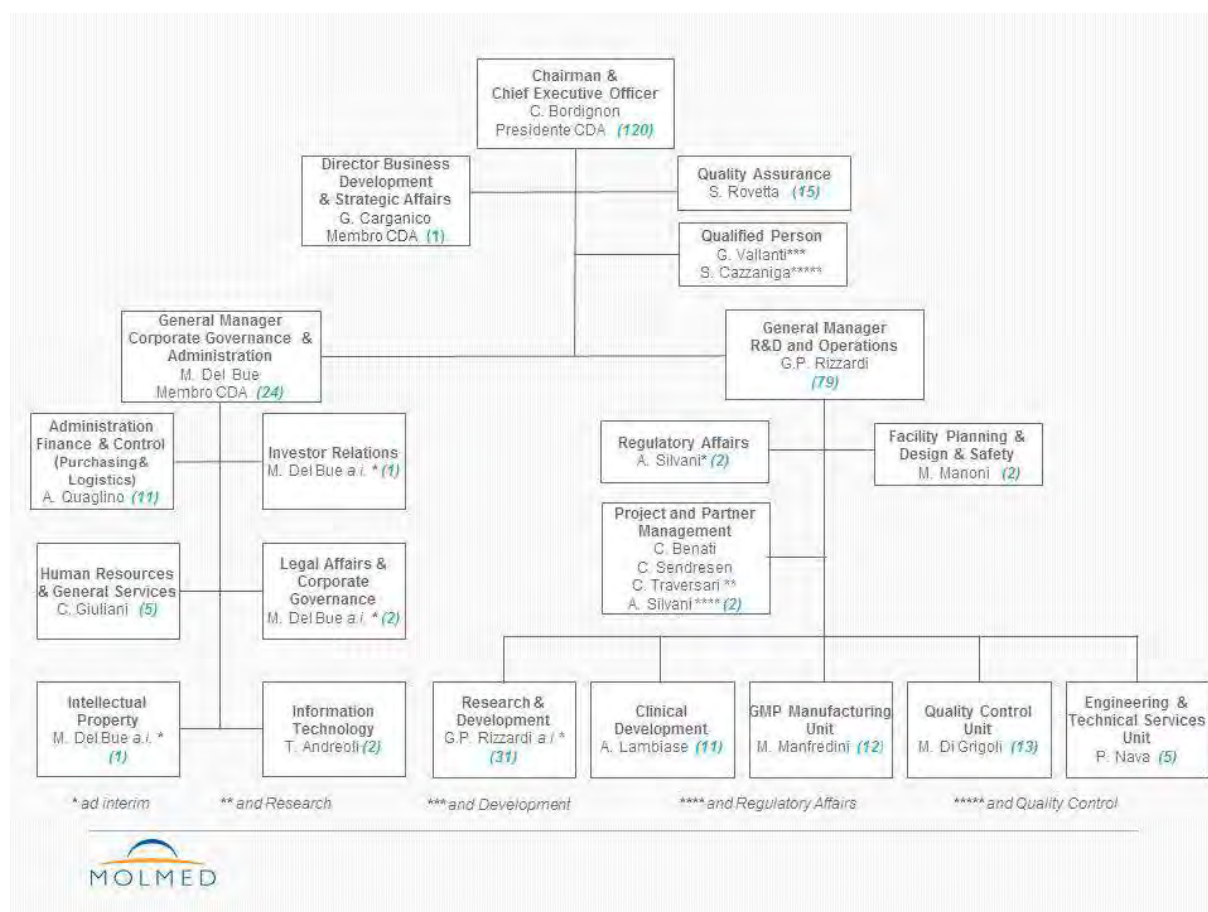 Chairman &
Chief Executive Officer
C. Bordignon
Presidente CDA (120)
Director Business
Development
& Strategic Affairs
G. Carganico
Membro CDA (1)
Quality Assurance
S. Rovetta (15)
Qualified Person
G. Vallanti***
S. Cazzaniga*****
General Manager
Corporate Governance &
Administration
M. Del Bue
Membro CDA (24)
General Manager
R&D and Operations
G.P. Rizzardi
(79)
Administration
Finance & Control
(Purchasing &
Logistics)
A. Quaglino (11)
Investor Relations
M. Del Bue a.i. * (1)
Regulatory Affairs
A. Silvani* (2)
Facility Planning &
Design & Safety
M. Manoni (2)
Project and Partner
Management
C. Benati
C. Sendresen
C. Traversari **
A. Silvani **** (2)
Human Resources
& General Services
C. Giuliani (5)
Legal Affairs &
Corporate
Governance
M. Del Bue a.i. * (2)
Intellectual
Property
M. Del Bue a.i. *
(1)
Information
Technology
T. Andreoli (2)
Research &
Development
G.P. Rizzardi a.i *
(31)
Clinical
Development
A. Lambiase (11)
GMP Manufacturing
Unit
M. Manfredini (12)
Quality Control
Unit
M. Di Grigoli (13)
Engineering &
Technical Services
Unit
P. Nava (5)
* ad interim
** and Research
*** and Development
**** and Regulatory Affairs
***** and Quality Control
MOLMED